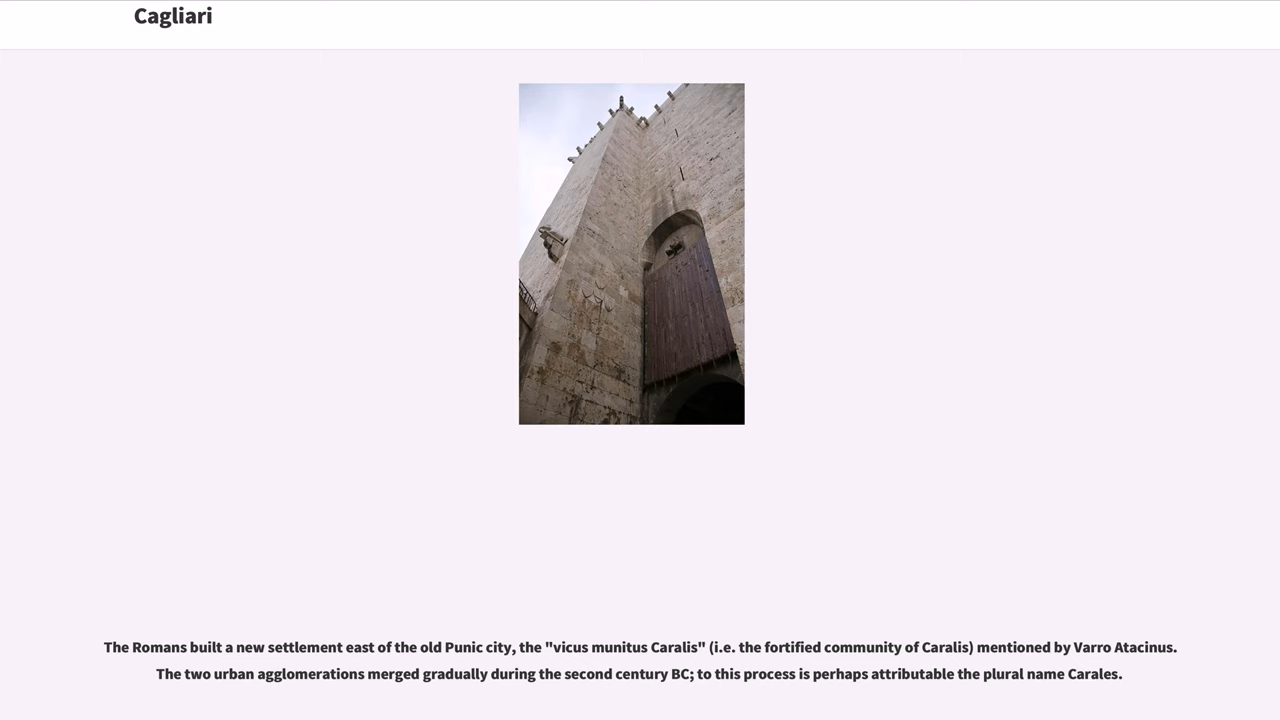 Cagliari
The Romans built a new settlement east of the old Punic city, the "vicus munitus Caralis" (i.e. the fortified community of Caralis) mentioned by Varro Atacinus.
The two urban agglomerations merged gradually during the second century BC; to this process is perhaps attributable the plural name Carales.